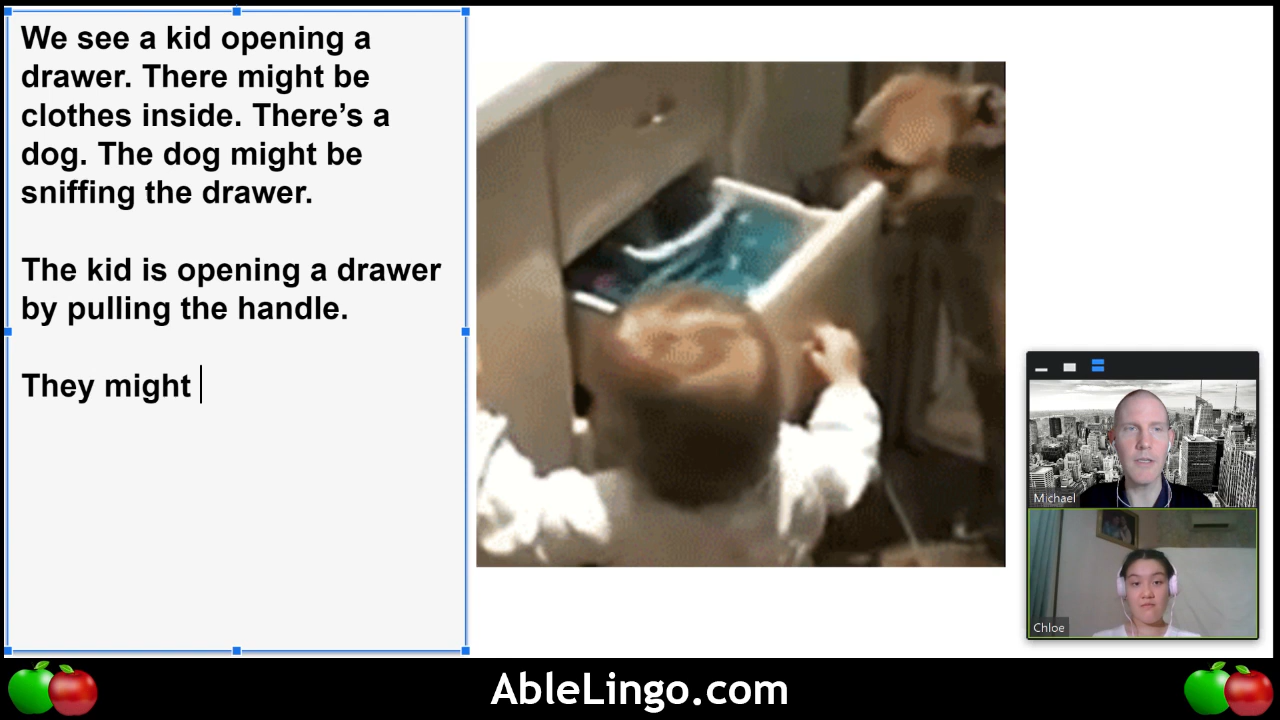 We see a kid opening a
drawer. There might be
clothes inside. There’s a
dog. The dog might be
sniffing the drawer.
The kid is opening a drawer
by pulling the handle.
They might
Michael
Chloe
AbleLingo.com